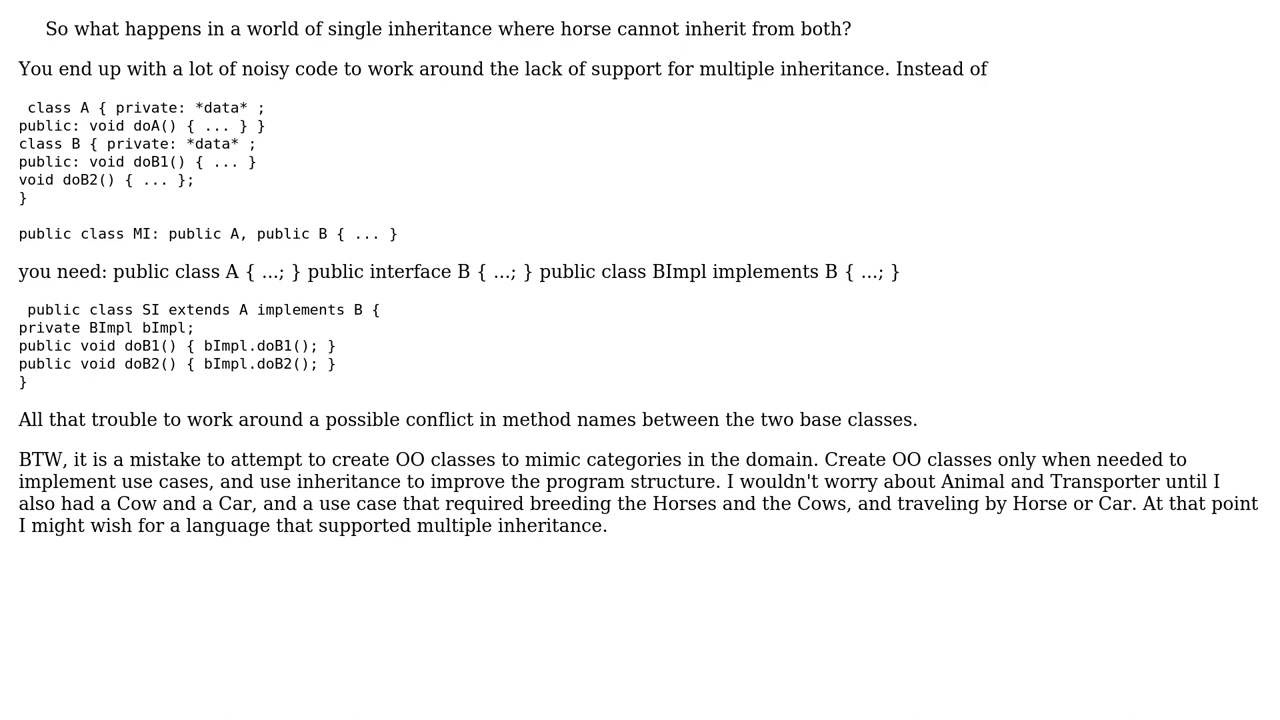 So what happens in a world of single inheritance where horse cannot inherit from both?
You end up with a lot of noisy code to work around the lack of support for multiple inheritance. Instead of
class A { private: *data* ;
public: void doA() { ... } }
class B { private: *data* ;
public: void doB1() { ... }
void doB2() { ... };
}
public class MI: public A, public B { ... }
you need: public class A { ...; } public interface B { ...; } public class BImpl implements B { ...; }
public class SI extends A implements B {
private BImpl bImpl;
public void doB1() { bImpl.doB1(); }
public void doB2() { bImpl.doB2(); }
}
All that trouble to work around a possible conflict in method names between the two base classes.
BTW, it is a mistake to attempt to create OO classes to mimic categories in the domain. Create OO classes only when needed to
implement use cases, and use inheritance to improve the program structure. I wouldn't worry about Animal and Transporter until I
also had a Cow and a Car, and a use case that required breeding the Horses and the Cows, and traveling by Horse or Car. At that point
I might wish for a language that supported multiple inheritance.